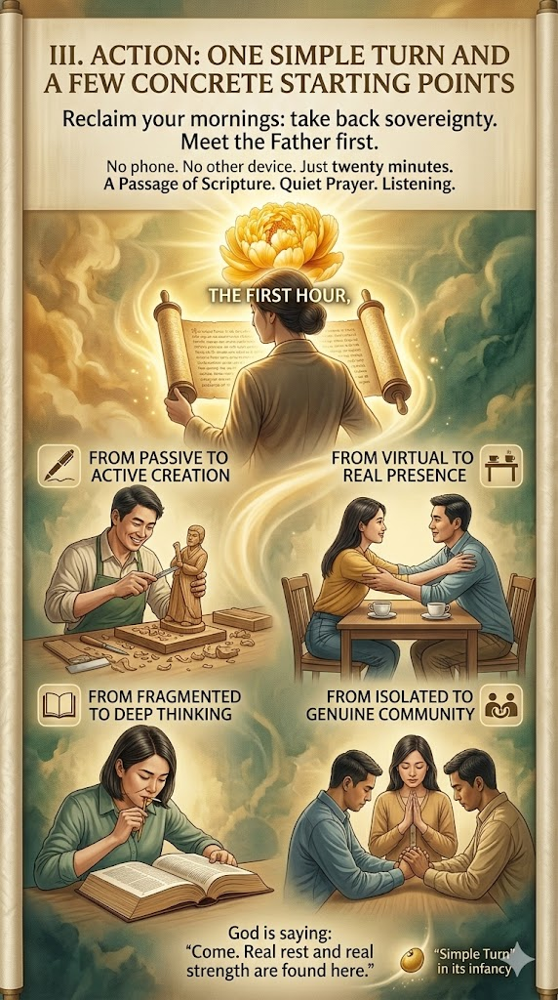 III. ACTION: ONE SIMPLE TURN AND
A FEW CONCRETE STARTING POINTS
Reclaim your mornings: take back sovereignty.
Meet the Father first.
No phone. No other device. Just twenty minutes.
A Passage of Scripture. Quiet Prayer. Listening.
THE FIRST HOUR,
FROM PASSIVE TO
ACTIVE CREATION
FROM VIRTUAL TO
REAL PRESENCE
FROM FRAGMENTED
TO DEEP THINKING
FROM ISOLATED TO
GENUINE COMMUNITY
God is saying:
“Come. Real rest and real
strength are found here.”
“Simple Turn”
in its infancy